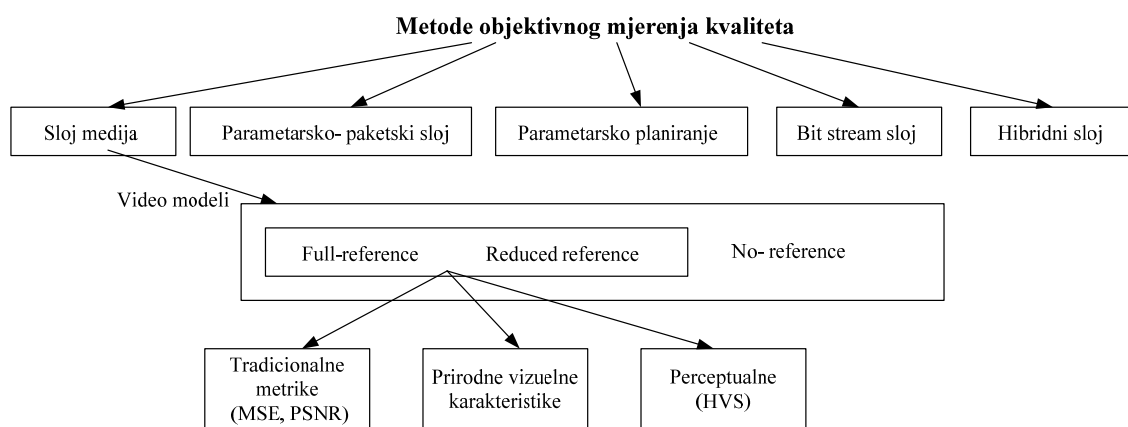 Metode objektivnog mjerenja kvaliteta
Sloj medija
Parametarsko- paketski sloj
Parametarsko planiranje
Bit stream sloj
Hibridni sloj
Video modeli
Full-reference
Reduced reference
No- reference
Tradicionalne
metrike
(MSE, PSNR)
Prirodne vizuelne
karakteristike
Perceptualne
(HVS)